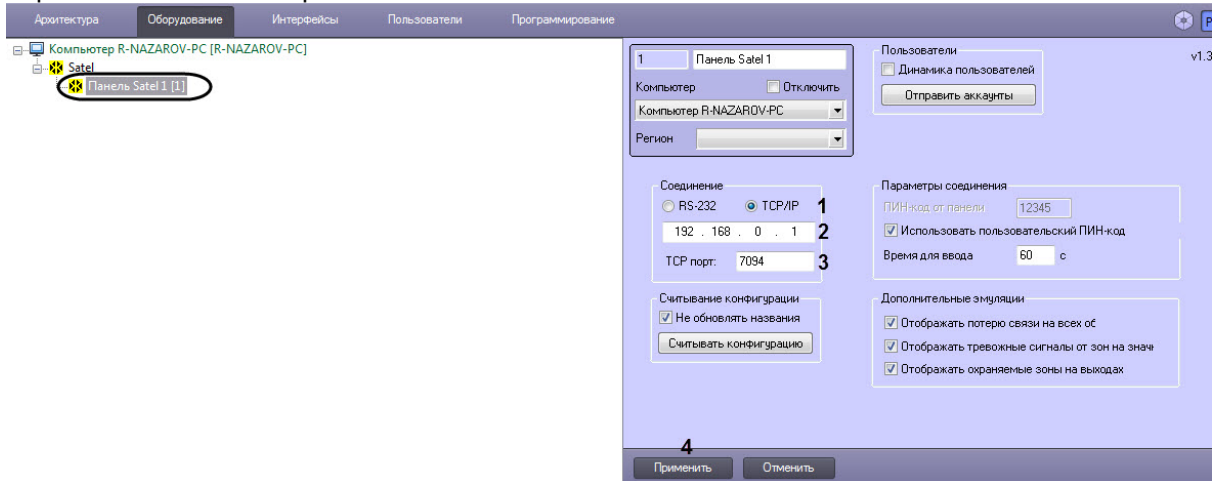 Архитектура Оборудование Интерфейсы Пользователи Программирование
Компьютер R-NAZAROV-PC [R-NAZAROV-PC]
Satel
Панель Satel 1 [1]
1 Панель Satel 1
Компьютер Отключить
Компьютер R-NAZAROV-PC
Регион
Пользователи
Динамика пользователей
Отправить аккаунты
v1.3
Соединение
RS-232 TCP/IP 1
192 . 168 . 0 . 1 2
TCP порт: 7094 3
Параметры соединения
ПИН-код от панели 12345
Использовать пользовательский ПИН-код
Время для ввода 60 с
Считывание конфигурации
Не обновлять названия
Считывать конфигурацию
Дополнительные эмуляции
Отображать потерю связи на всех об
Отображать тревожные сигналы от зон на знач
Отображать охраняемые зоны на выходах
4
Применить Отменить